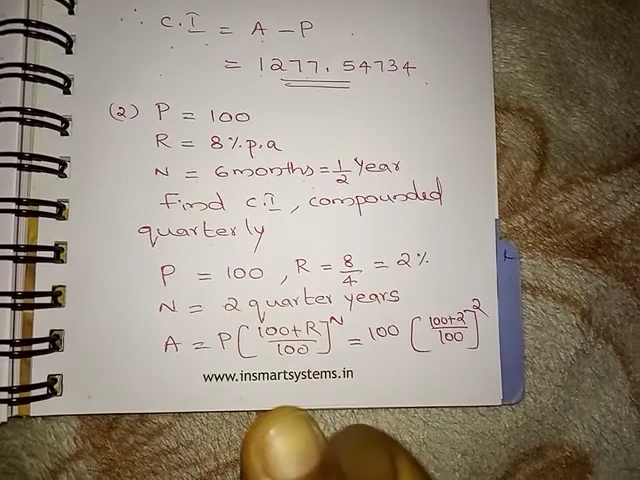 ∴ C.I = A - P
= 1277.54734
(2) P = 100
R = 8% p.a
N = 6 months = 1/2 Year
Find C.I, compounded
quarterly
P = 100, R = 8/4 = 2%
N = 2 quarter years
A = P[(100+R)/100]^N = 100[(100+2)/100]^2
www.insmartsystems.in